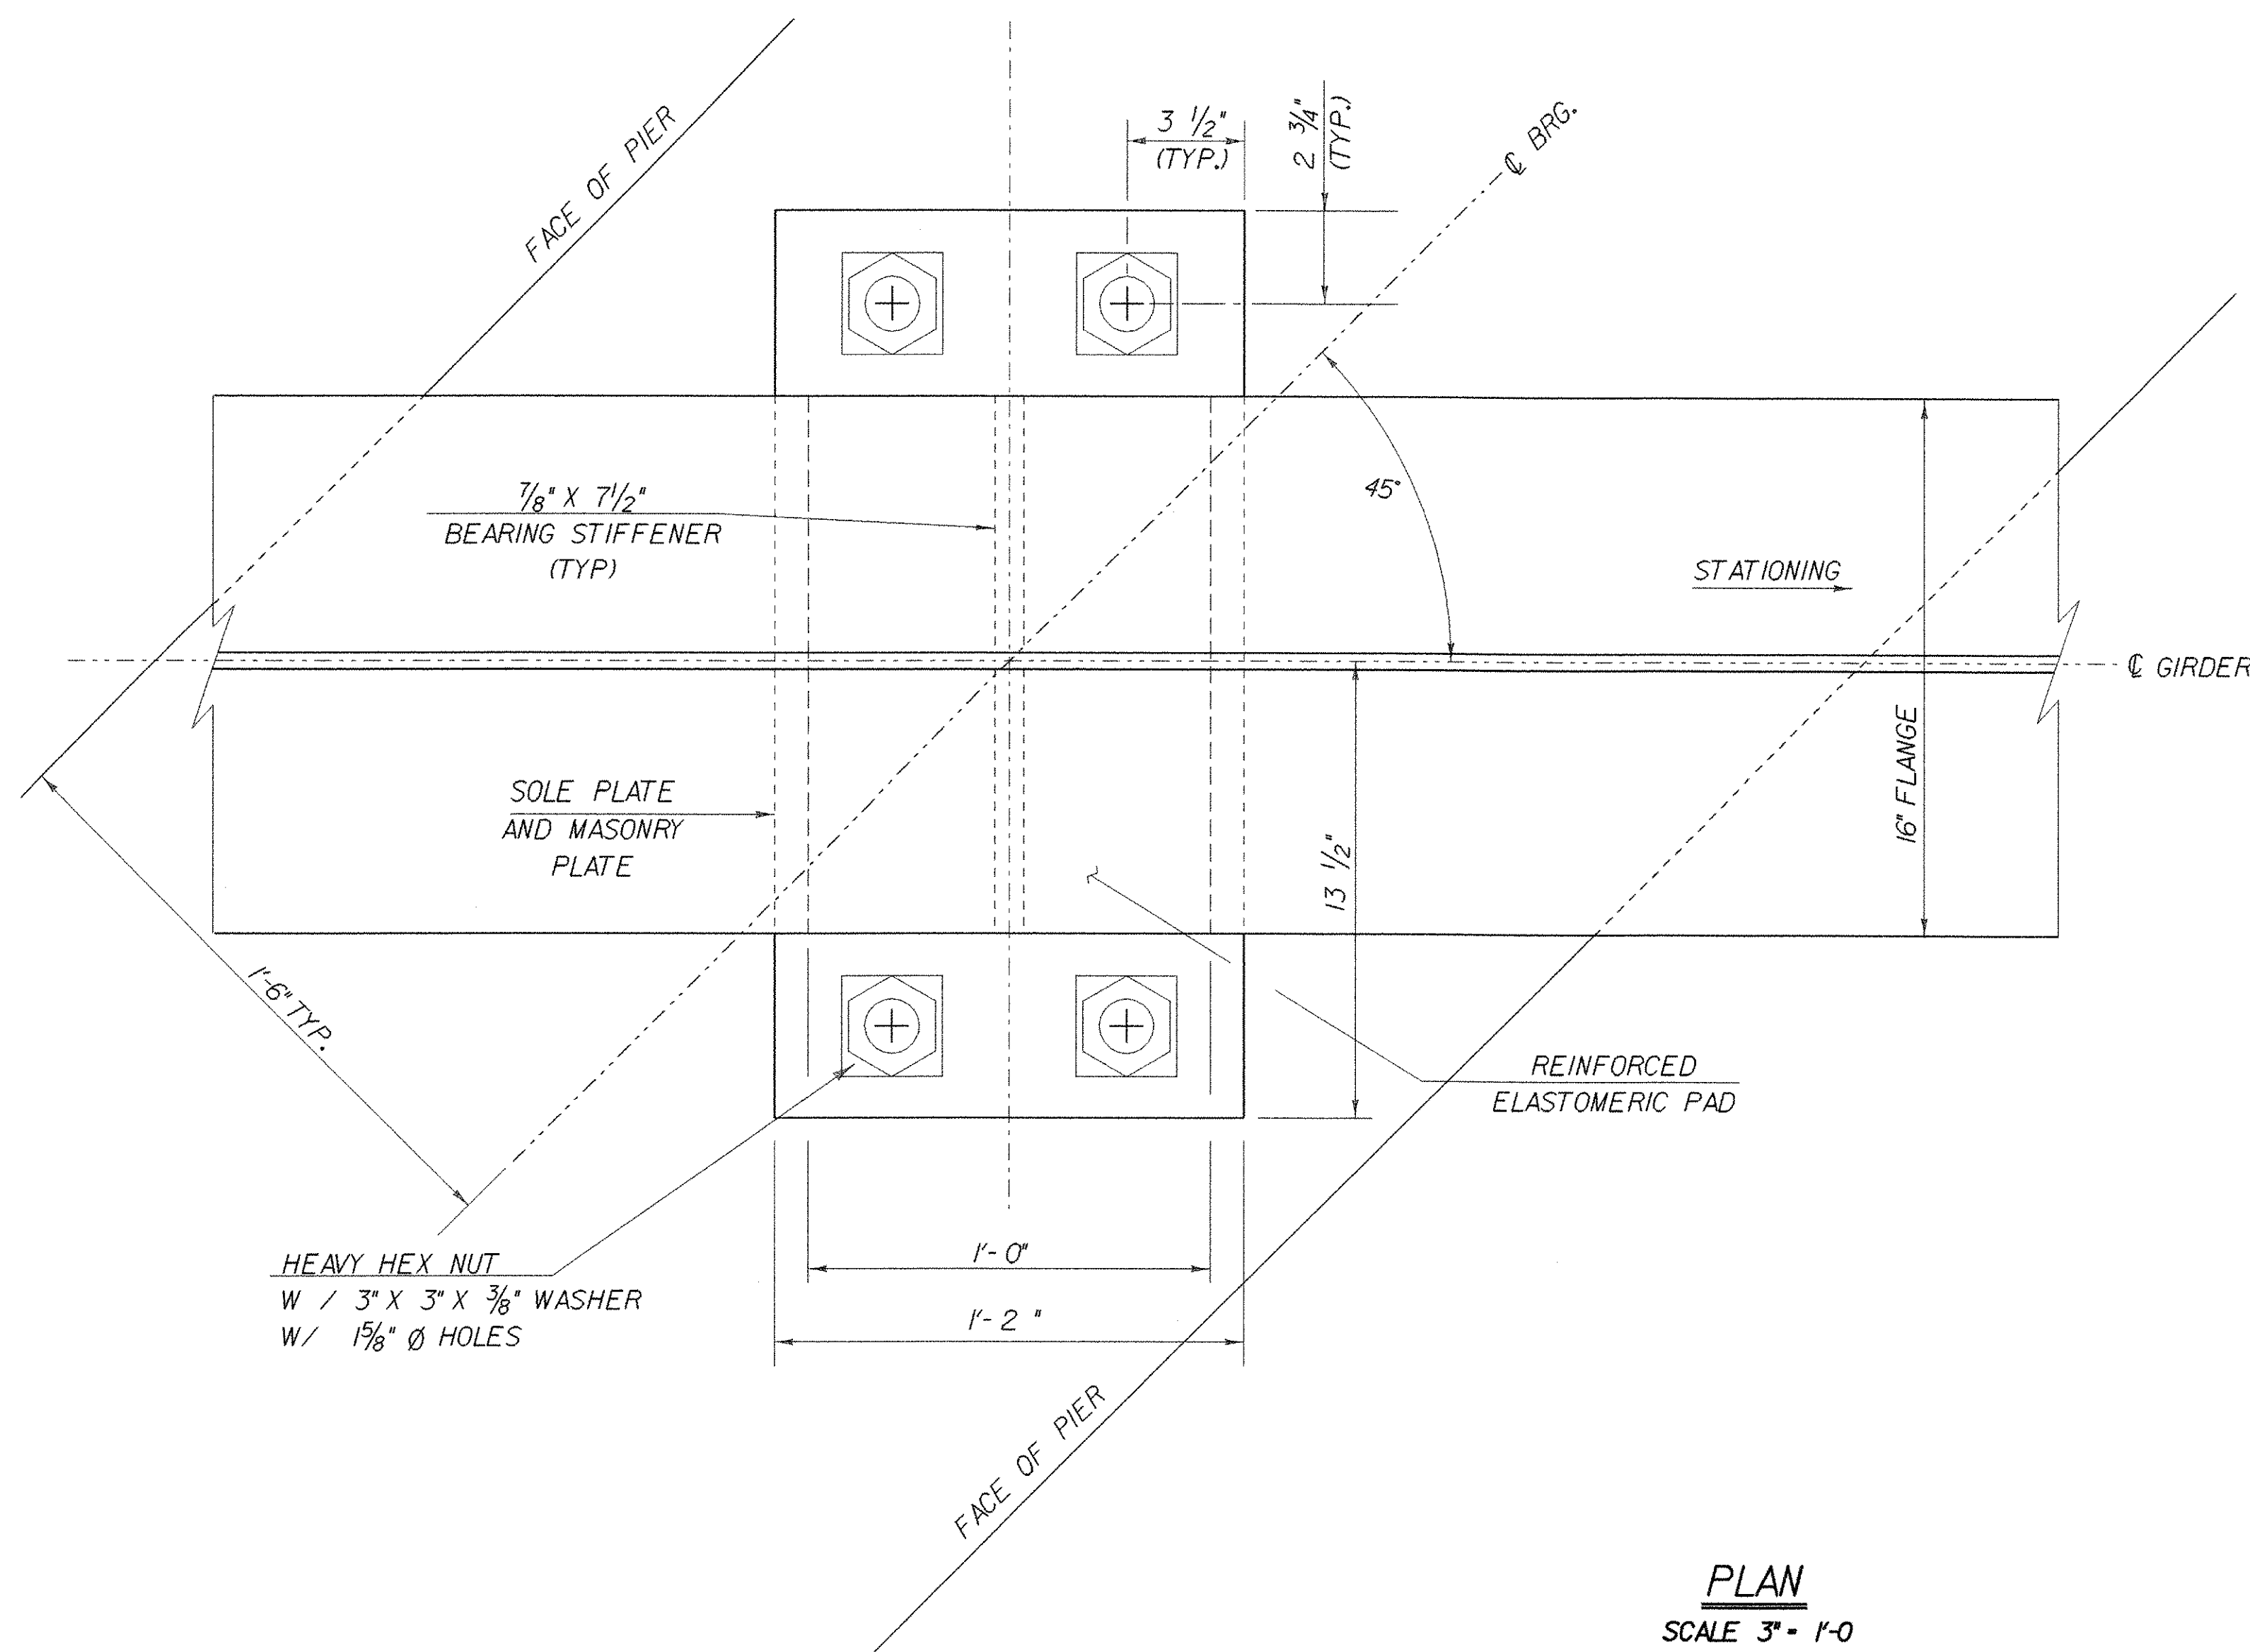 FACE OF PIER
3 1/2"
(TYP.)
2 3/4"
(TYP.)
℄ BRG.
7/8" X 7 1/2"
BEARING STIFFENER
(TYP)
45°
STATIONING
℄ GIRDER
16" FLANGE
SOLE PLATE
AND MASONRY
PLATE
13 1/2"
1'-6" TYP.
REINFORCED
ELASTOMERIC PAD
HEAVY HEX NUT
W / 3" X 3" X 3/8" WASHER
W/ 1 5/8" Ø HOLES
1'-0"
1'-2 "
FACE OF PIER
PLAN
SCALE 3" = 1'-0